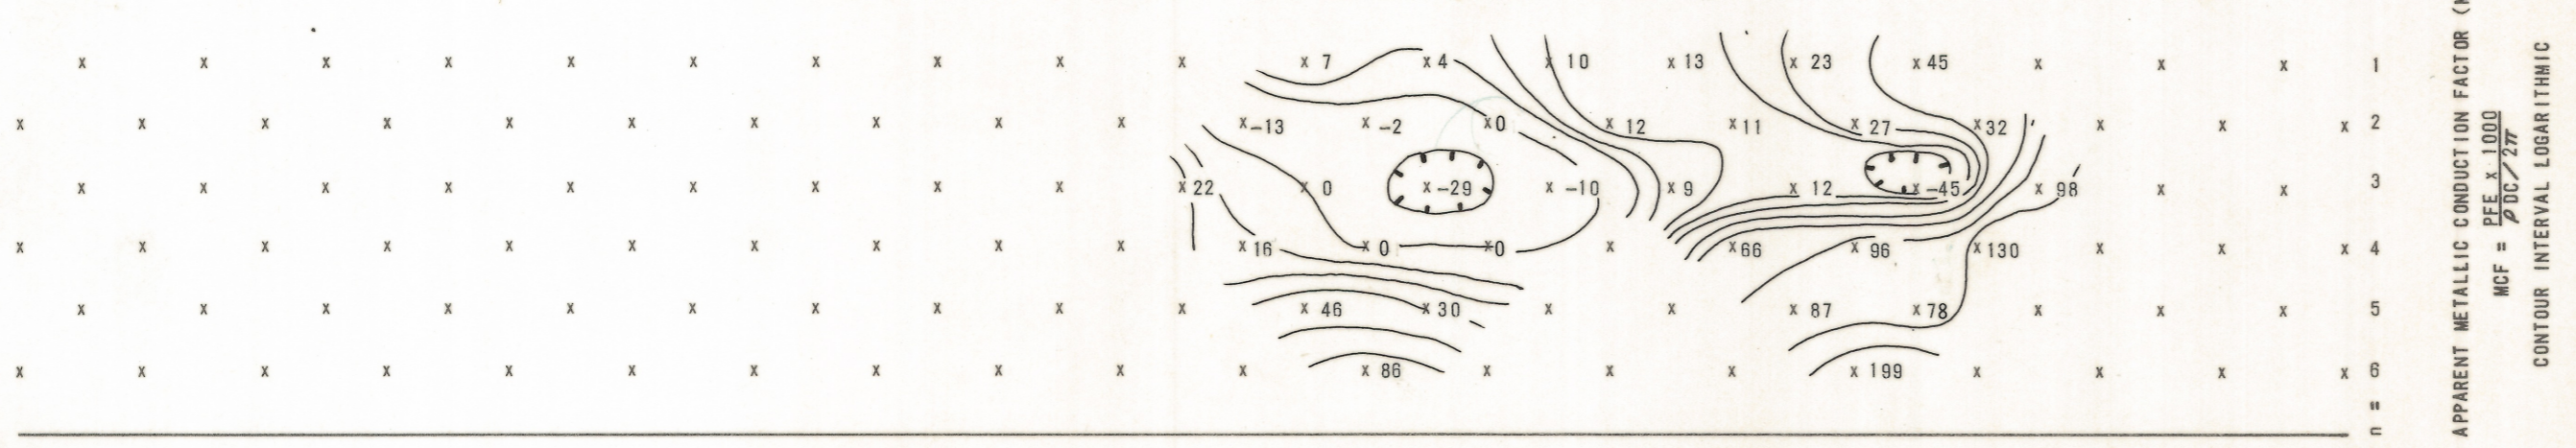 x x x x x x x x x x x 7 x 4 x 10 x 13 x 23 x 45 x x x 1
x x x x x x x x x x x -13 x -2 x 0 x 12 x 11 x 27 x 32 x x x 2
x x x x x x x x x x 22 x 0 x -29 x -10 x 9 x 12 x -45 x 98 x x 3
x x x x x x x x x x x 16 x 0 x 0 x x 66 x 96 x 130 x x x 4
x x x x x x x x x x x 46 x 30 x x x 87 x 78 x x x 5
x x x x x x x x x x x x 86 x x x x 199 x x x x 6
n =
APPARENT METALLIC CONDUCTION FACTOR
MCF = PFE x 1000
ρDC/2π
CONTOUR INTERVAL LOGARITHMIC